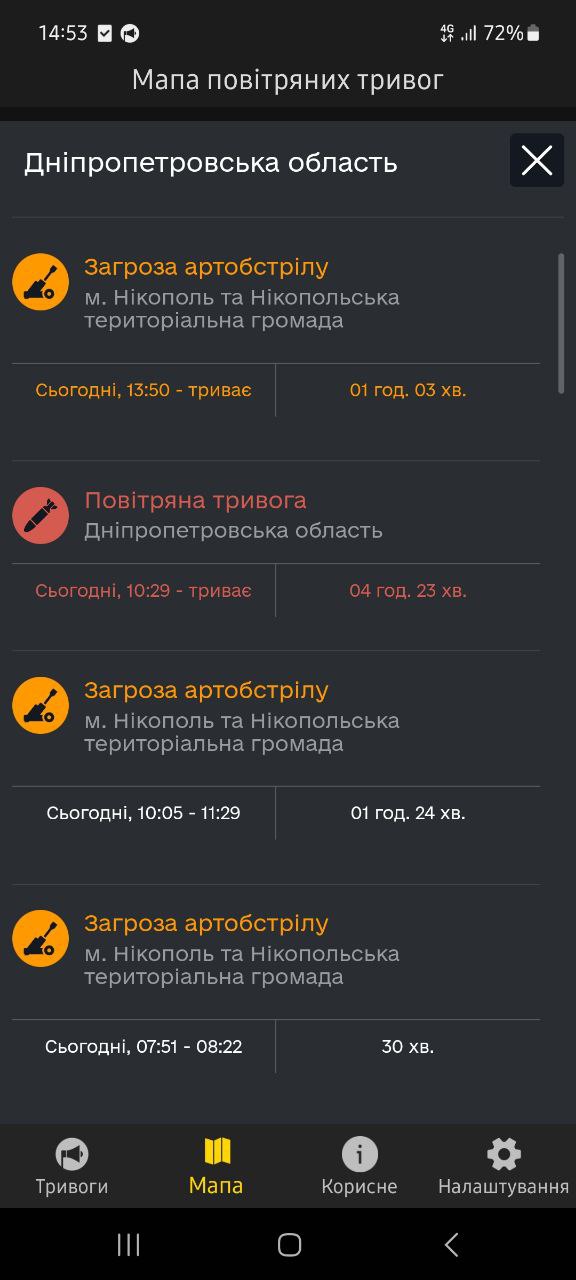 14:53 4G 72%
Мапа повітряних тривог
Дніпропетровська область
Загроза артобстрілу
м. Нікополь та Нікопольська
територіальна громада
Сьогодні, 13:50 - триває 01 год. 03 хв.
Повітряна тривога
Дніпропетровська область
Сьогодні, 10:29 - триває 04 год. 23 хв.
Загроза артобстрілу
м. Нікополь та Нікопольська
територіальна громада
Сьогодні, 10:05 - 11:29 01 год. 24 хв.
Загроза артобстрілу
м. Нікополь та Нікопольська
територіальна громада
Сьогодні, 07:51 - 08:22 30 хв.
Тривоги Мапа Корисне Налаштування